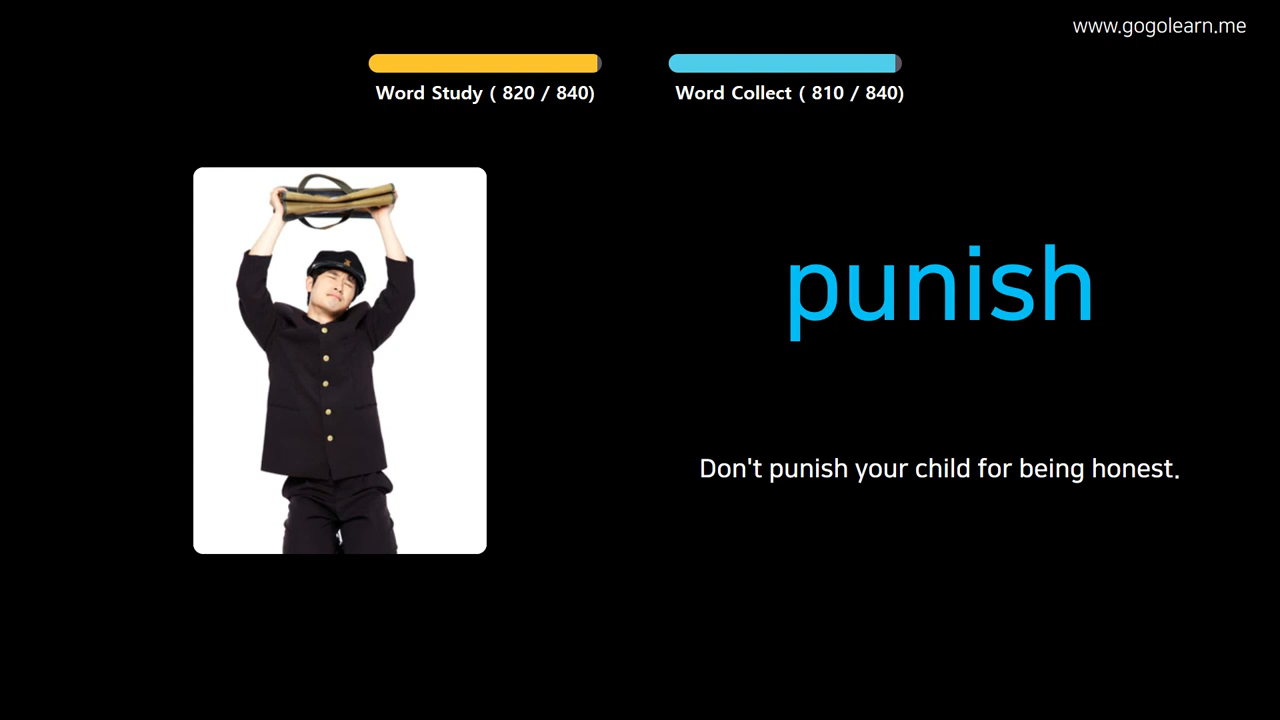 www.gogolearn.me
Word Study ( 820 / 840)
Word Collect ( 810 / 840)
punish
Don't punish your child for being honest.